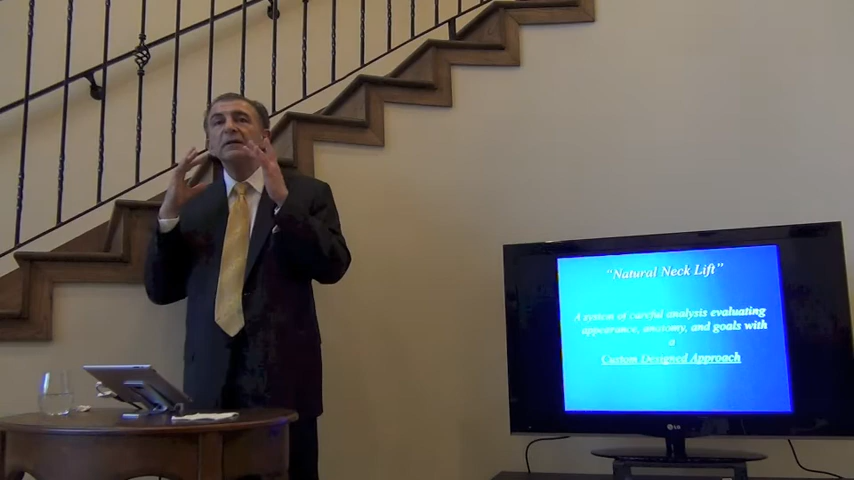 "Natural Neck Lift"
A system of careful analysis evaluating
appearance, anatomy, and goals with
a
Custom Designed Approach
LG